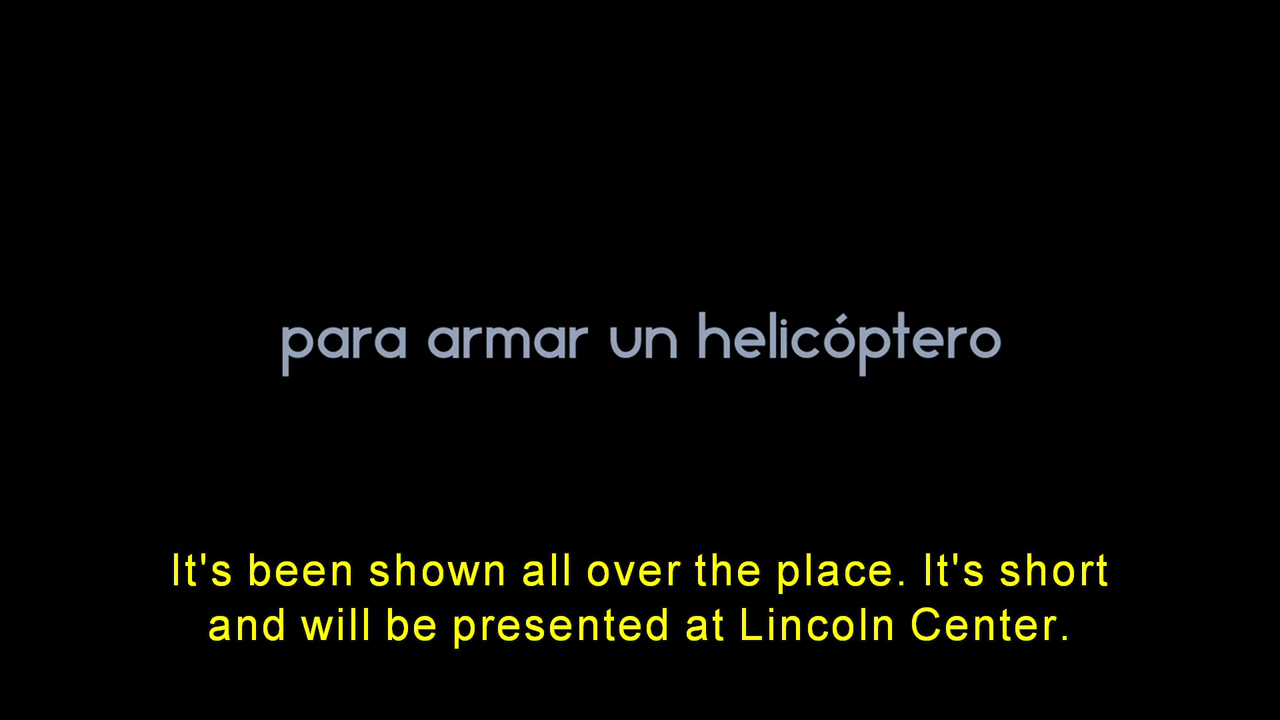 para armar un helicóptero
It's been shown all over the place. It's short
and will be presented at Lincoln Center.